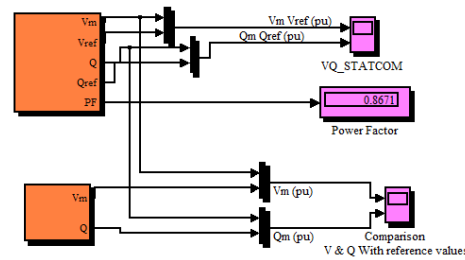 Vm
Vref
Q
Qref
PF
Vm Vref (pu)
Qm Qref (pu)
VQ_STATCOM
0.8671
Power Factor
Vm
Q
Vm (pu)
Qm (pu)
Comparison
V & Q With reference values